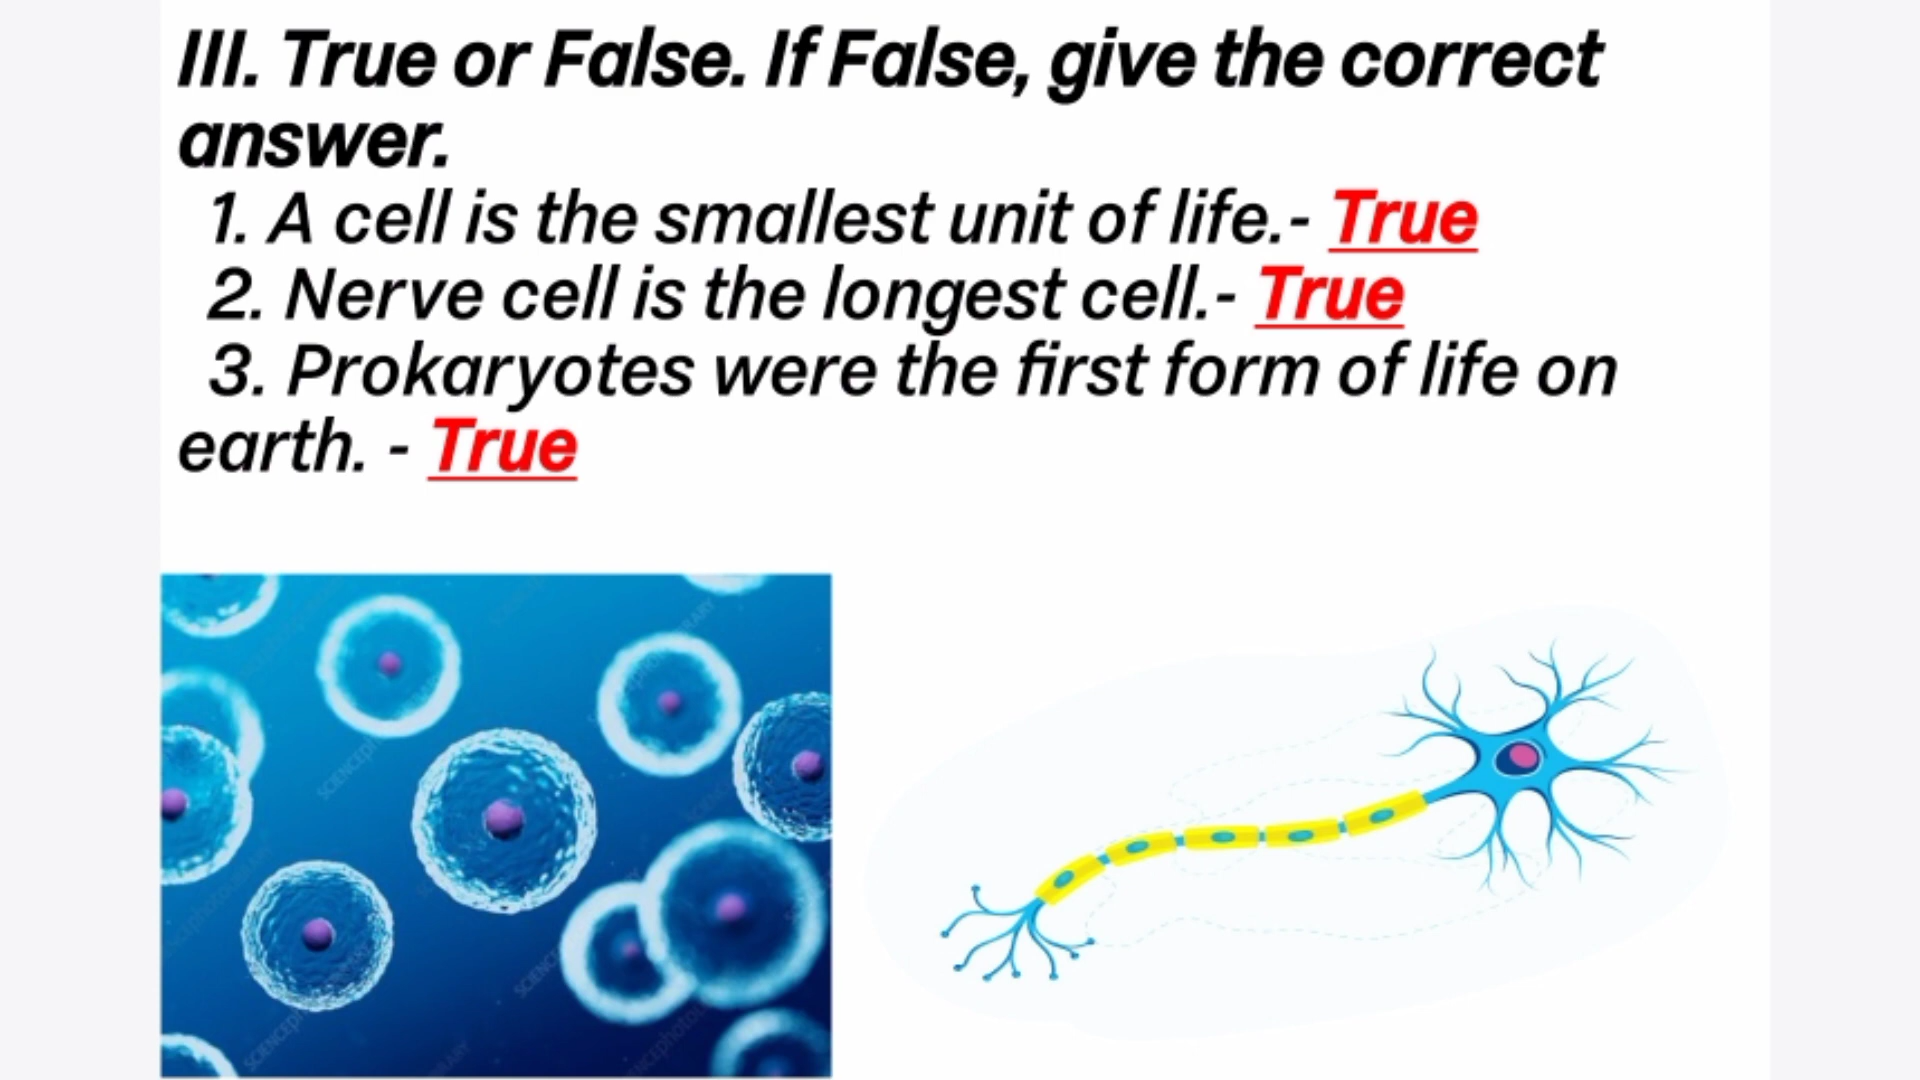 III. True or False. If False, give the correct
answer.
1. A cell is the smallest unit of life.- True
2. Nerve cell is the longest cell.- True
3. Prokaryotes were the first form of life on
earth. - True